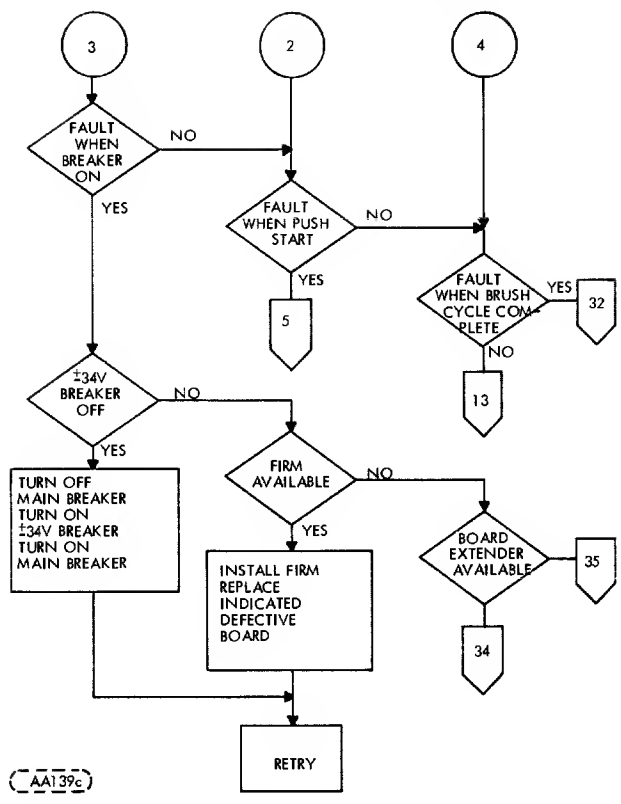 3
2
4
FAULT
WHEN
BREAKER
ON
NO
YES
FAULT
WHEN PUSH
START
NO
YES
5
FAULT
WHEN BRUSH
CYCLE COM-
PLETE
YES
32
NO
13
±34V
BREAKER
OFF
NO
YES
TURN OFF
MAIN BREAKER
TURN ON
±34V BREAKER
TURN ON
MAIN BREAKER
FIRM
AVAILABLE
NO
YES
INSTALL FIRM
REPLACE
INDICATED
DEFECTIVE
BOARD
BOARD
EXTENDER
AVAILABLE
35
34
RETRY
AA139c